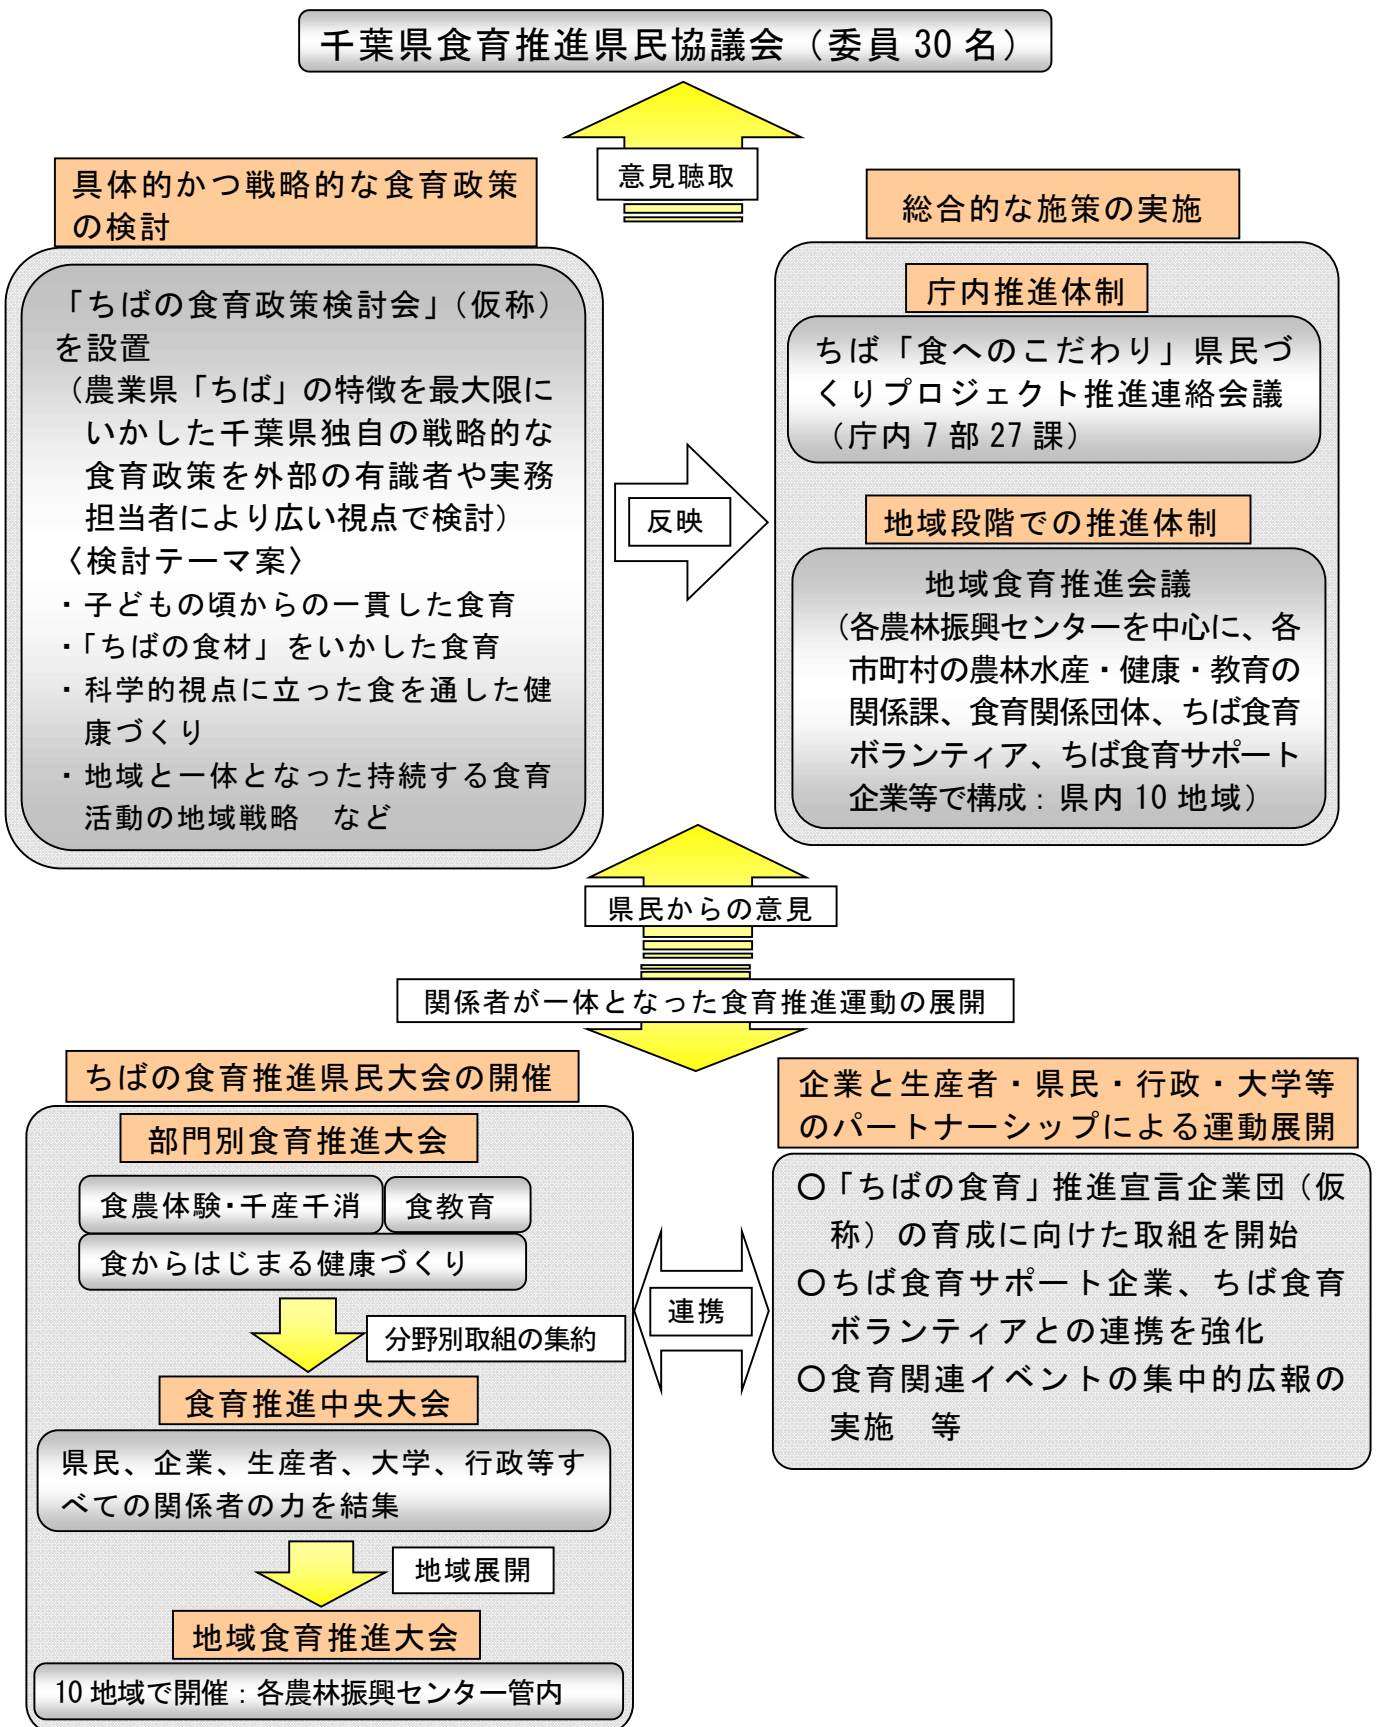 千葉県食育推進県民協議会（委員 30 名）
意見聴取
具体的かつ戦略的な食育政策
の検討
「ちばの食育政策検討会」（仮称）
を設置
（農業県「ちば」の特徴を最大限に
いかした千葉県独自の戦略的な
食育政策を外部の有識者や実務
担当者により広い視点で検討）
〈検討テーマ案〉
・子どもの頃からの一貫した食育
・「ちばの食材」をいかした食育
・科学的視点に立った食を通した健
康づくり
・地域と一体となった持続する食育
活動の地域戦略　など
反映
総合的な施策の実施
庁内推進体制
ちば「食へのこだわり」県民づ
くりプロジェクト推進連絡会議
（庁内 7 部 27 課）
地域段階での推進体制
地域食育推進会議
（各農林振興センターを中心に、各
市町村の農林水産・健康・教育の
関係課、食育関係団体、ちば食育
ボランティア、ちば食育サポート
企業等で構成：県内 10 地域）
県民からの意見
関係者が一体となった食育推進運動の展開
ちばの食育推進県民大会の開催
部門別食育推進大会
食農体験・千産千消
食教育
食からはじまる健康づくり
分野別取組の集約
食育推進中央大会
県民、企業、生産者、大学、行政等す
べての関係者の力を結集
地域展開
地域食育推進大会
10 地域で開催：各農林振興センター管内
連携
企業と生産者・県民・行政・大学等
のパートナーシップによる運動展開
○「ちばの食育」推進宣言企業団（仮
称）の育成に向けた取組を開始
○ちば食育サポート企業、ちば食育
ボランティアとの連携を強化
○食育関連イベントの集中的広報の
実施　等